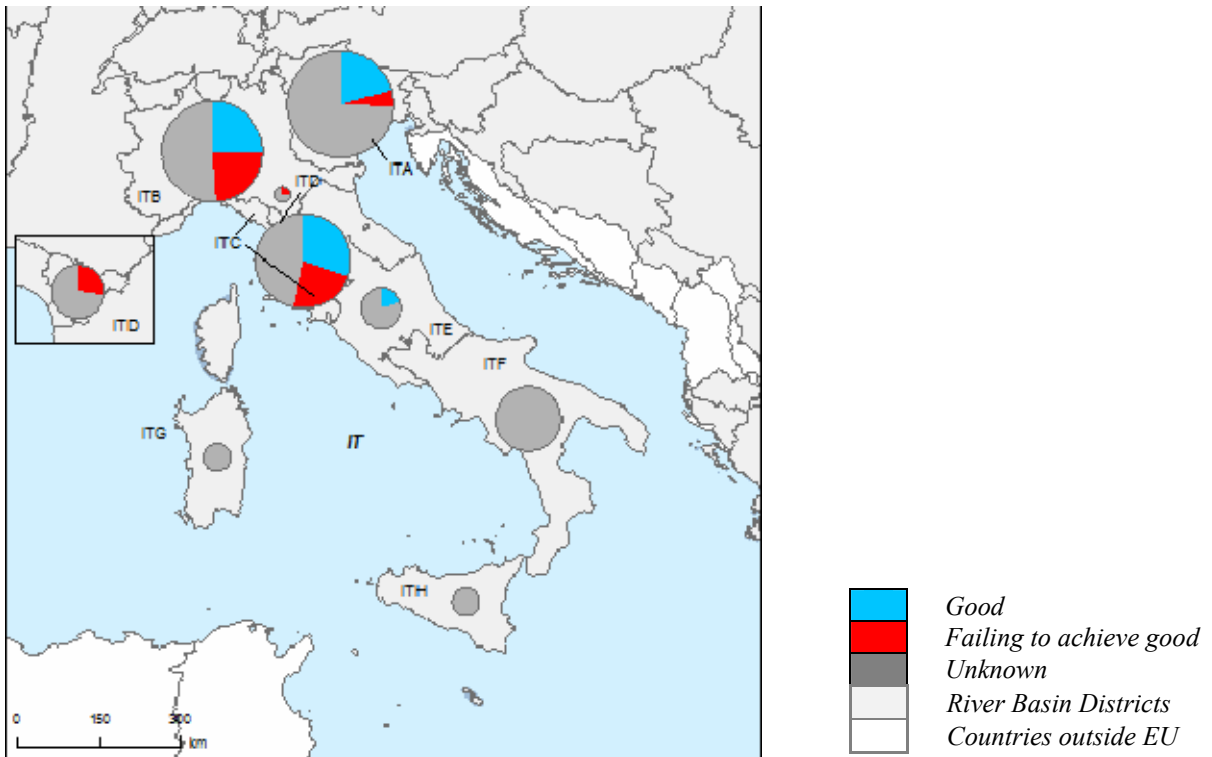 ITA
ITB
ITD
ITC
ITD
ITE
ITF
ITG
IT
ITH
0 150 300
km
Good
Failing to achieve good
Unknown
River Basin Districts
Countries outside EU